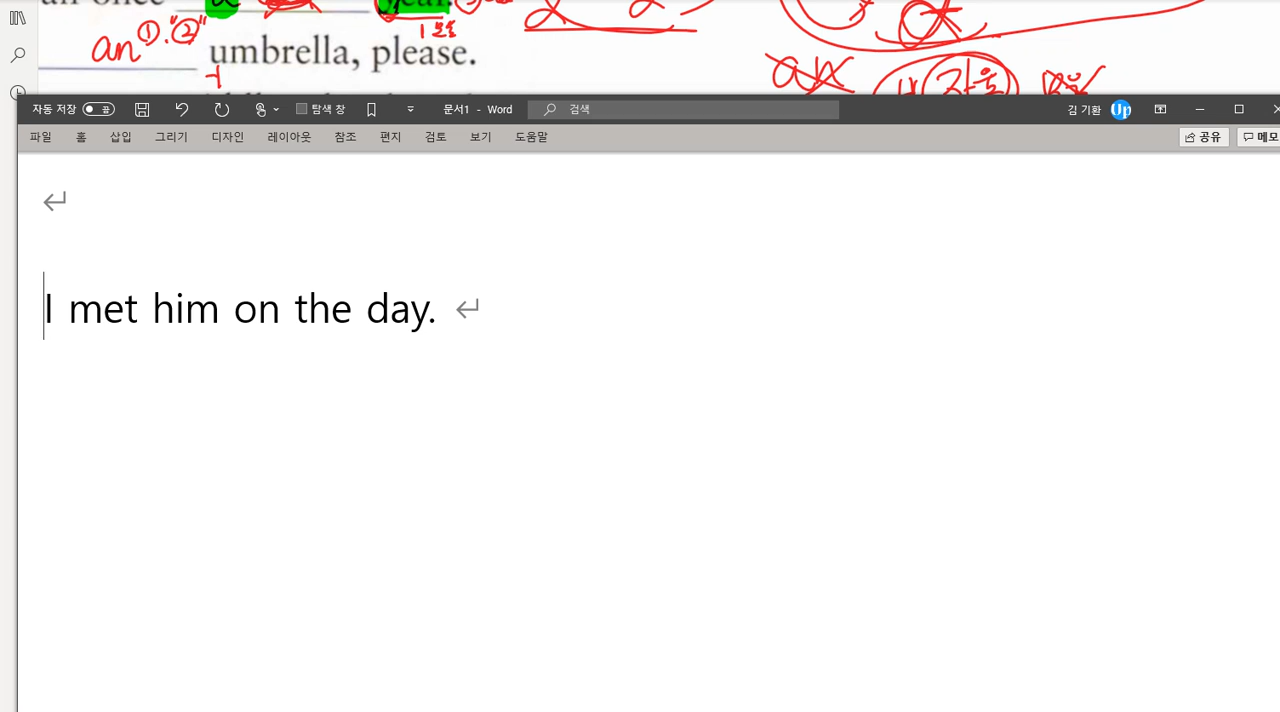 an ① . "②" umbrella, please.
자동 저장 문서1 - Word 검색 김 기환 Up
파일 홈 삽입 그리기 디자인 레이아웃 참조 편지 검토 보기 도움말 공유 메모
탐색 창
I met him on the day.